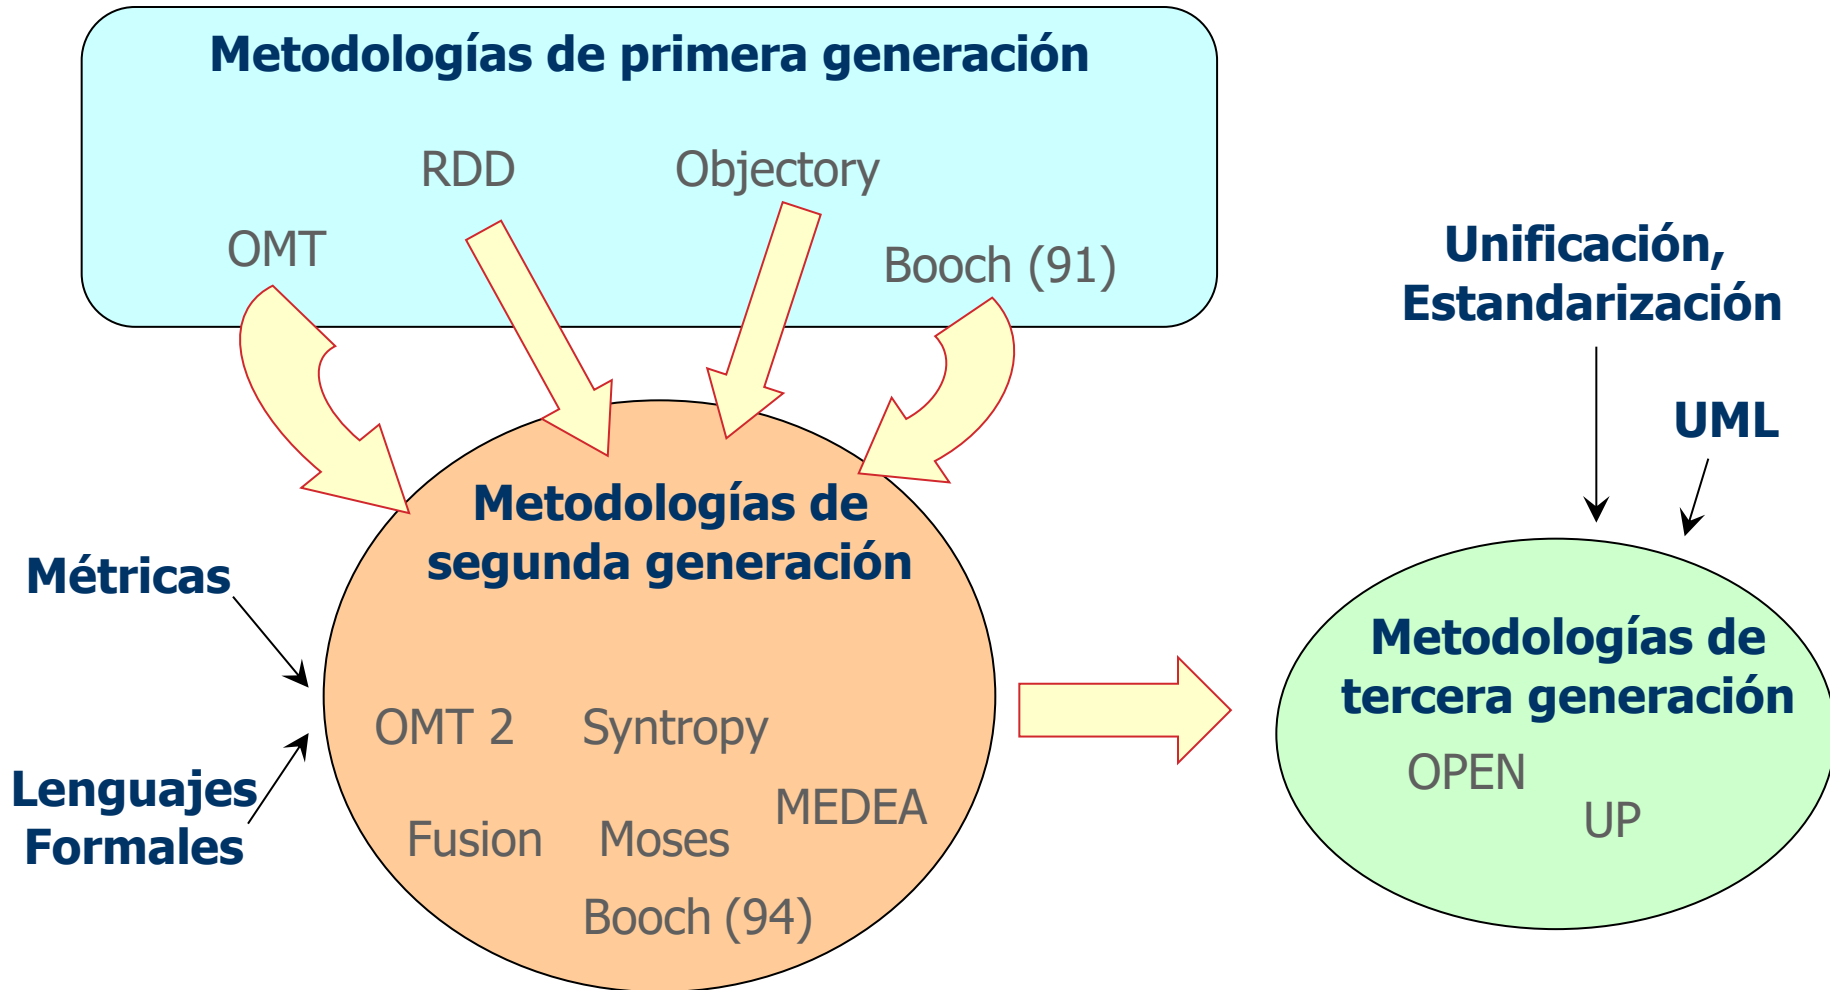 Metodologías de primera generación
RDD
Objectory
OMT
Booch (91)
Unificación,
Estandarización
UML
Metodologías de
segunda generación
Métricas
Lenguajes
Formales
OMT 2
Syntropy
MEDEA
Fusion
Moses
Booch (94)
Metodologías de
tercera generación
OPEN
UP